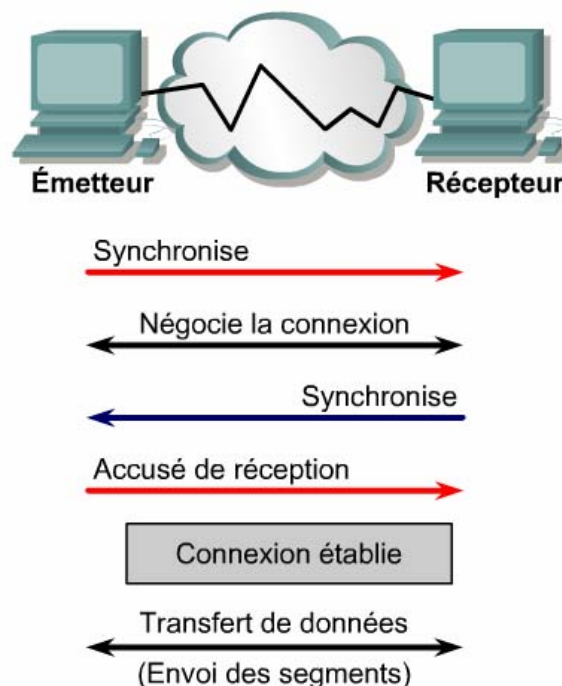 Émetteur
Récepteur
Synchronise
Négocie la connexion
Synchronise
Accusé de réception
Connexion établie
Transfert de données
(Envoi des segments)